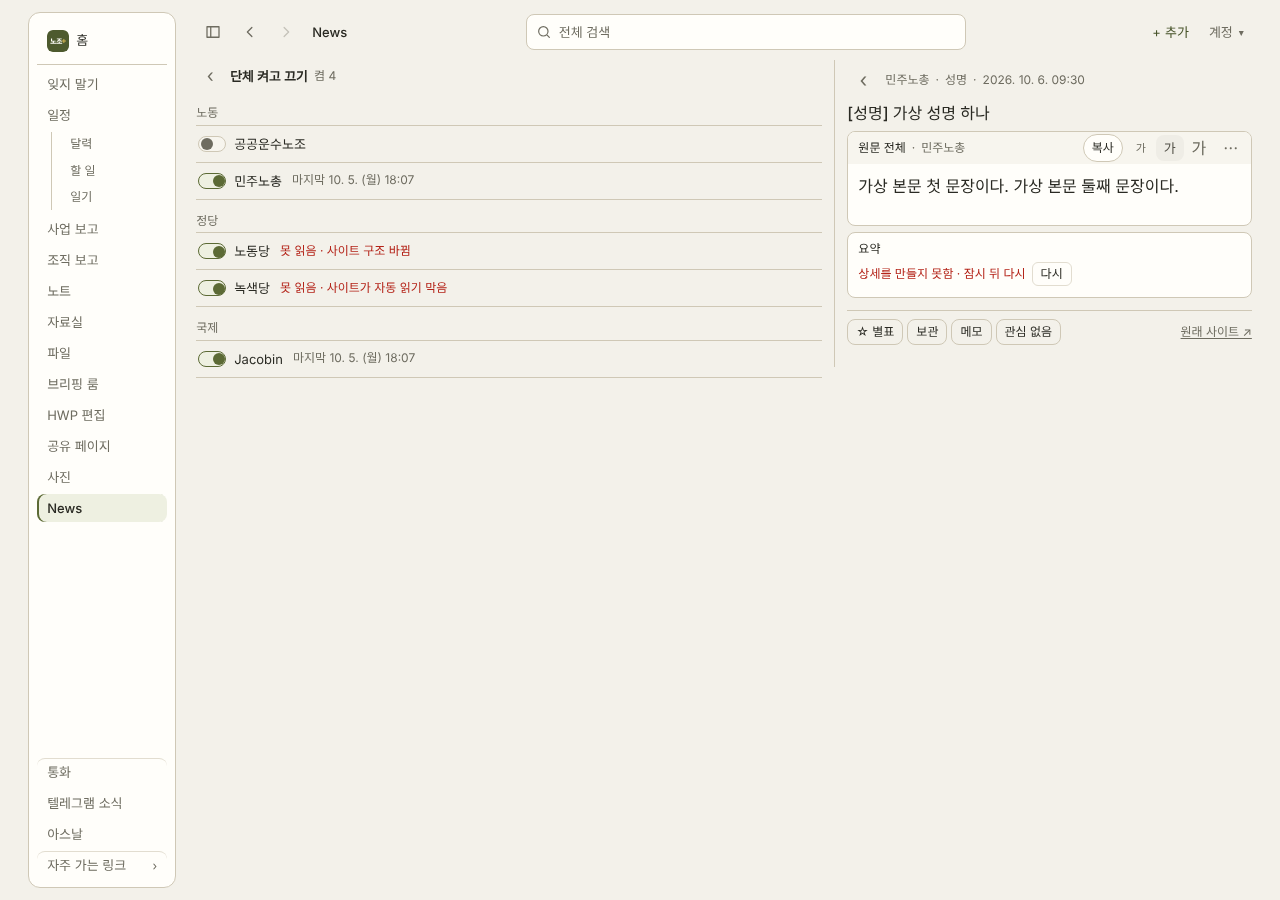 노조 홈
잊지 말기
일정
달력
할 일
일기
사업 보고
조직 보고
노트
자료실
파일
브리핑 룸
HWP 편집
공유 페이지
사진
News
통화
텔레그램 소식
아스날
자주 가는 링크 ›
News
전체 검색
+ 추가 계정 ▾
‹ 단체 켜고 끄기 켬 4
노동
공공운수노조
민주노총 마지막 10. 5. (월) 18:07
정당
노동당 못 읽음 · 사이트 구조 바뀜
녹색당 못 읽음 · 사이트가 자동 읽기 막음
국제
Jacobin 마지막 10. 5. (월) 18:07
민주노총 · 성명 · 2026. 10. 6. 09:30
[성명] 가상 성명 하나
원문 전체 · 민주노총 복사 가 가 가 ···
가상 본문 첫 문장이다. 가상 본문 둘째 문장이다.
요약
상세를 만들지 못함 · 잠시 뒤 다시 다시
☆ 별표 보관 메모 관심 없음 원래 사이트 ↗